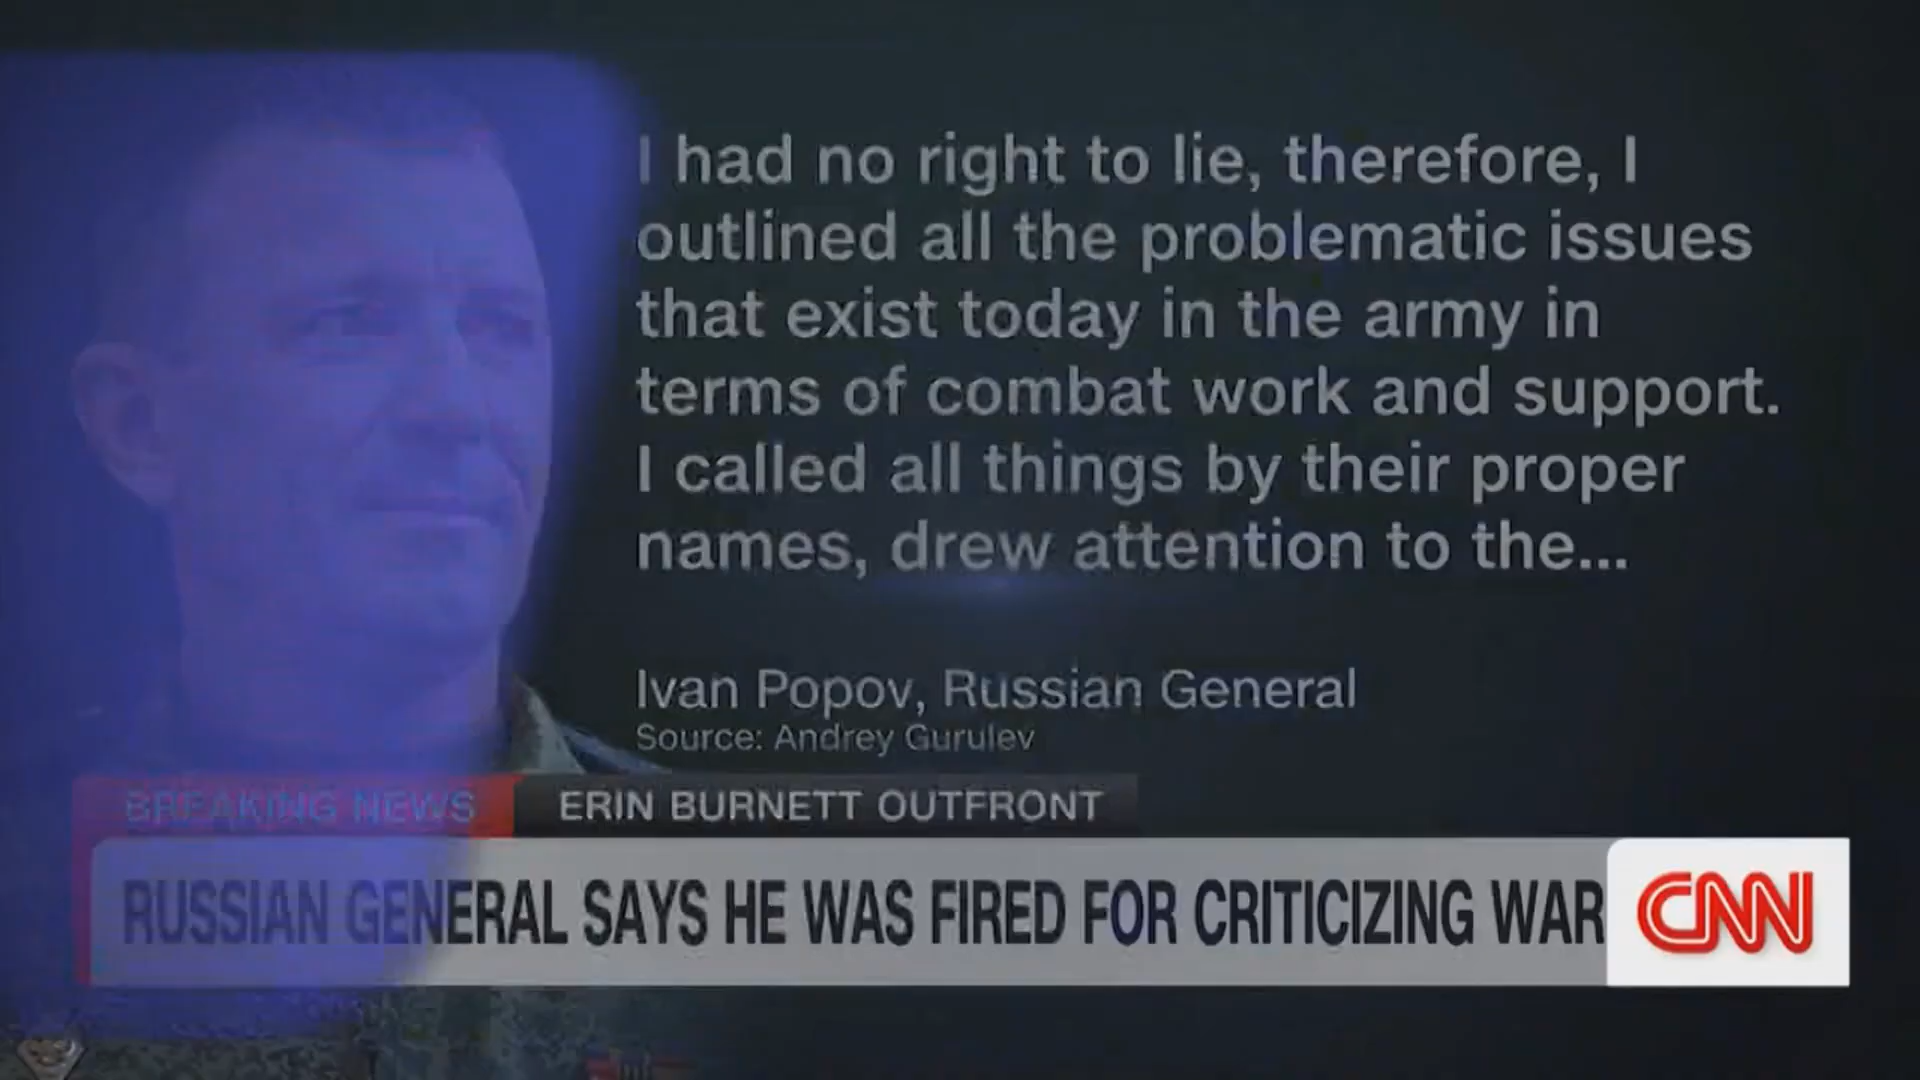 I had no right to lie, therefore, I
outlined all the problematic issues
that exist today in the army in
terms of combat work and support.
I called all things by their proper
names, drew attention to the...
Ivan Popov, Russian General
Source: Andrey Gurulev
BREAKING NEWS ERIN BURNETT OUTFRONT
RUSSIAN GENERAL SAYS HE WAS FIRED FOR CRITICIZING WAR
CNN